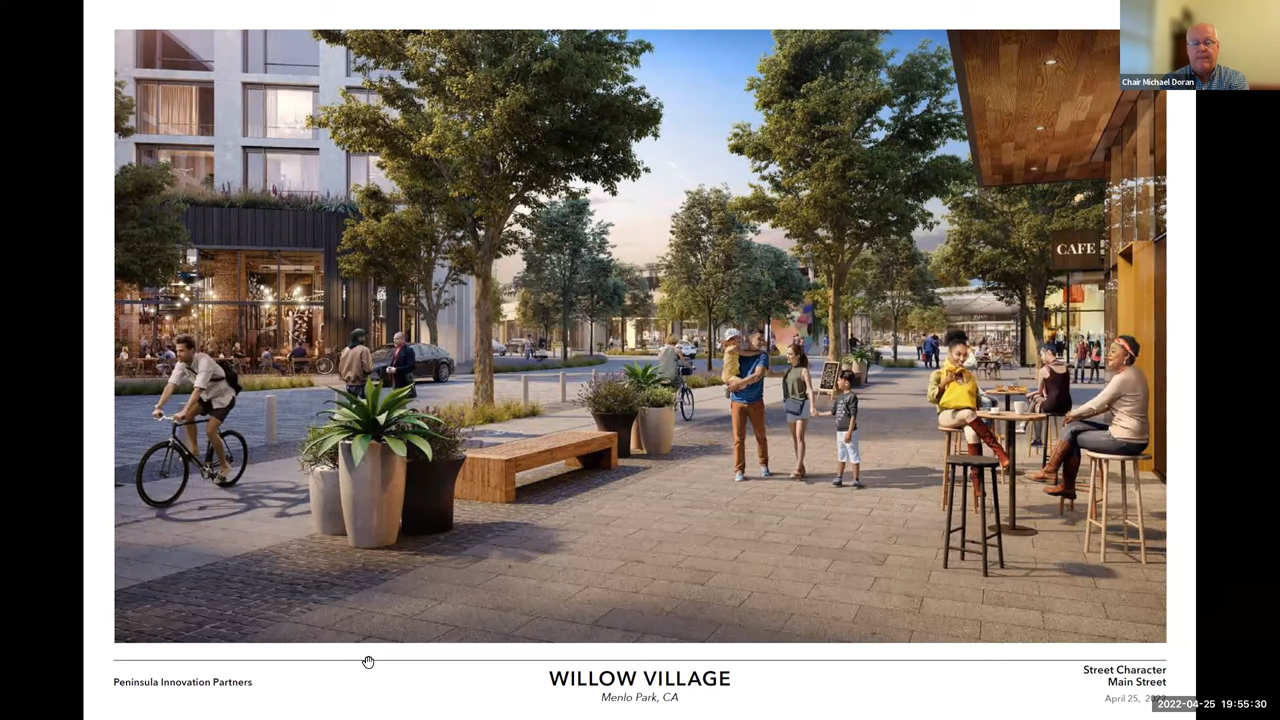 Chair Michael Doran
CAFE
Peninsula Innovation Partners
WILLOW VILLAGE
Menlo Park, CA
Street Character
Main Street
April 25, 2022
2022-04-25 19:55:30